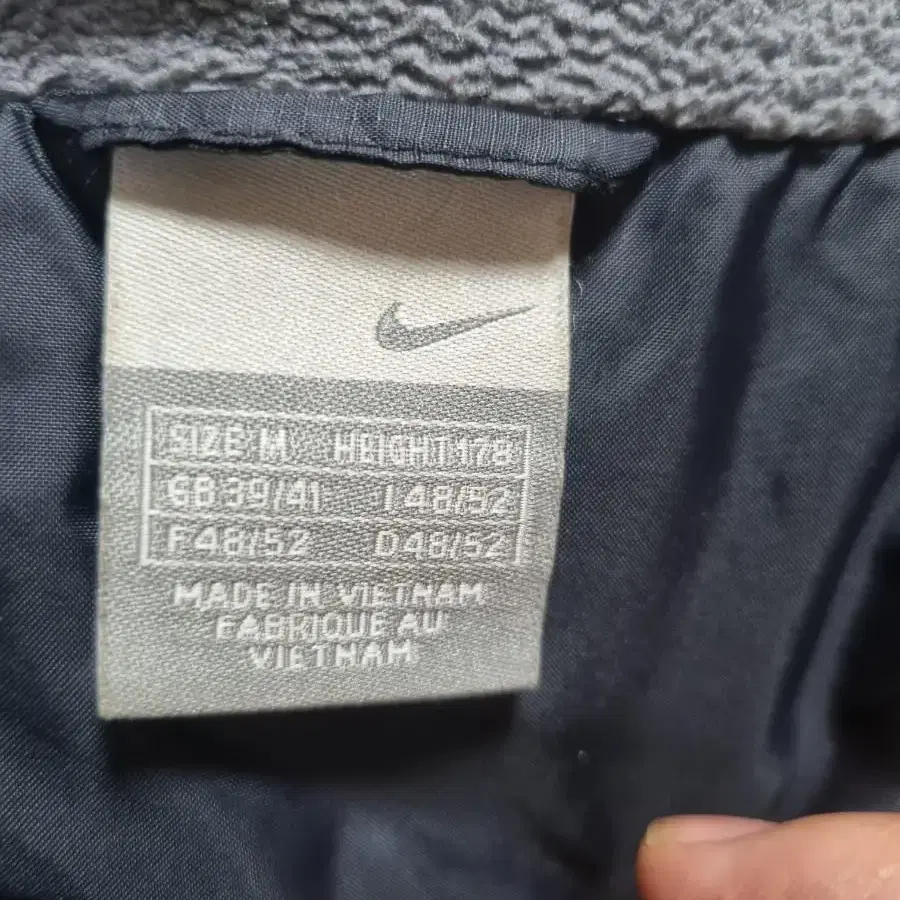 SIZE M HEIGHT 178
GB 39/41 I 48/52
F 48/52 D 48/52
MADE IN VIETNAM
FABRIQUE AU
VIETNAM